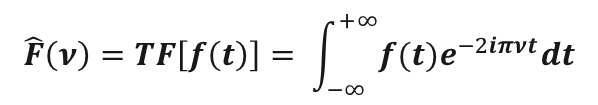 F̂(ν) = TF[f(t)] = ∫_{−∞}^{+∞} f(t)e^{−2iπνt} dt